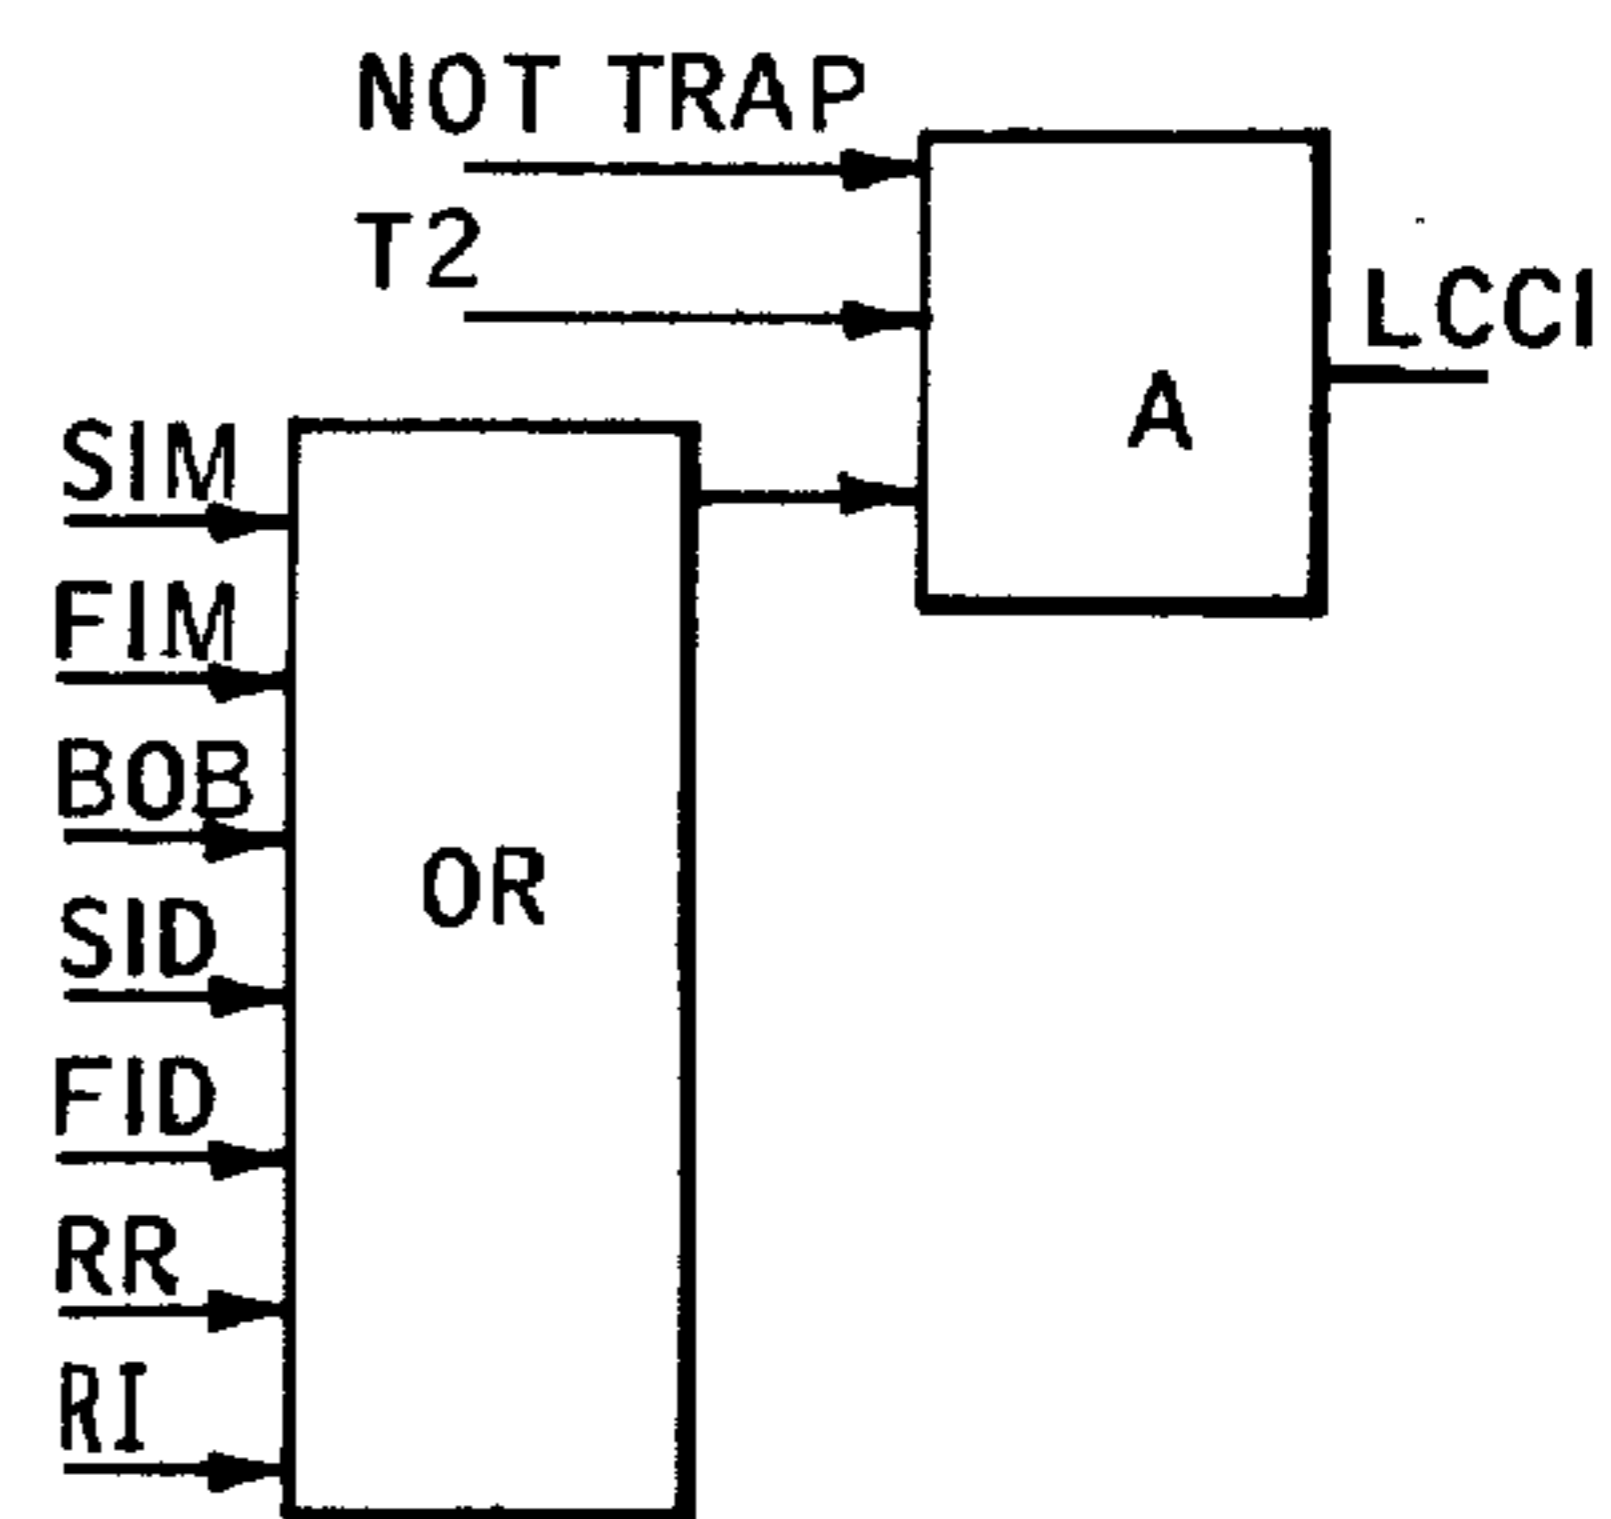 NOT TRAP
T2
LCCI
A
SIM
FIM
BOB
SID
OR
FID
RR
RI